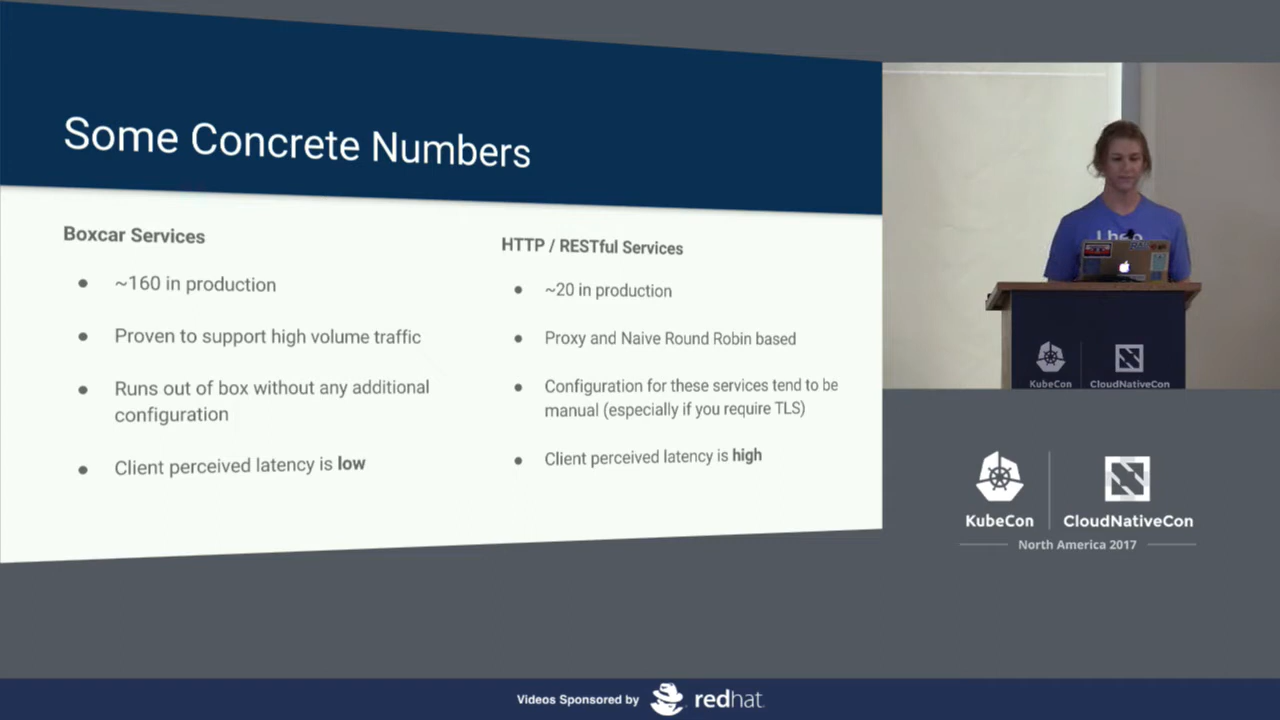 Some Concrete Numbers
Boxcar Services
● ~160 in production
● Proven to support high volume traffic
● Runs out of box without any additional
configuration
● Client perceived latency is low
HTTP / RESTful Services
● ~20 in production
● Proxy and Naive Round Robin based
● Configuration for these services tend to be
manual (especially if you require TLS)
● Client perceived latency is high
KubeCon
CloudNativeCon
KubeCon
CloudNativeCon
North America 2017
Videos Sponsored by
redhat